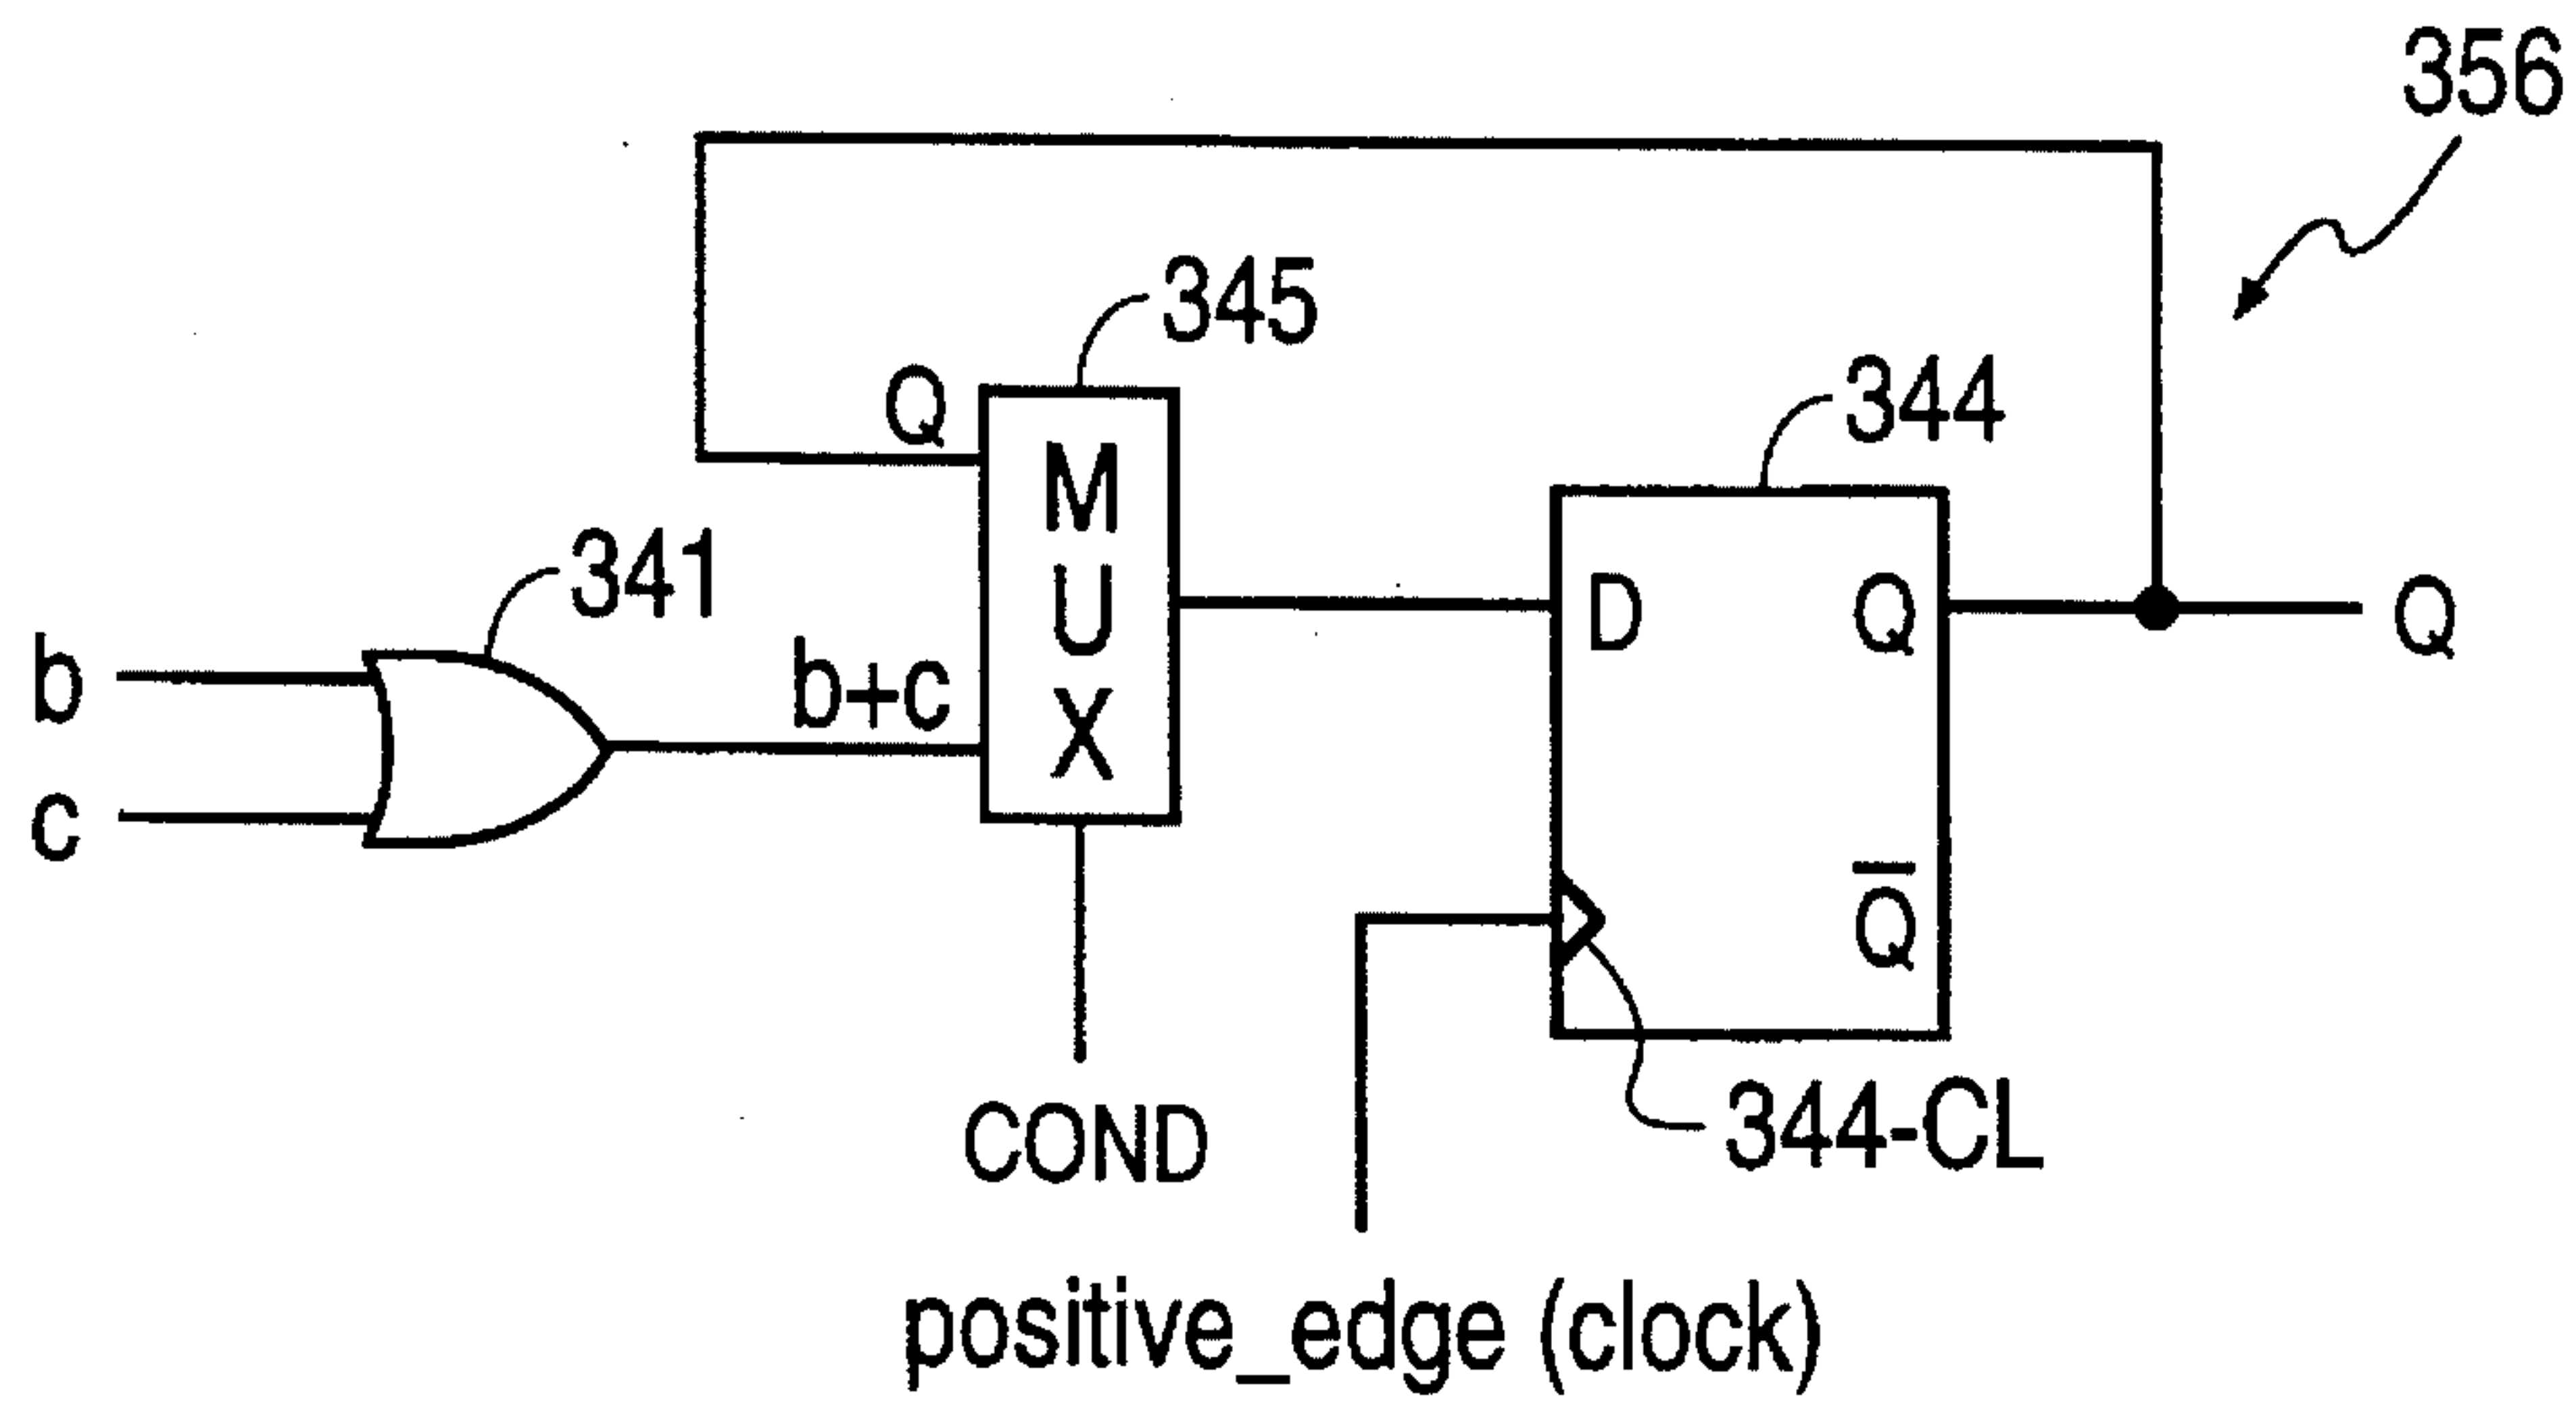 356
345
Q
344
341
M
U
X
D
Q
Q
b
b+c
c
Q̅
COND
344-CL
positive_edge (clock)